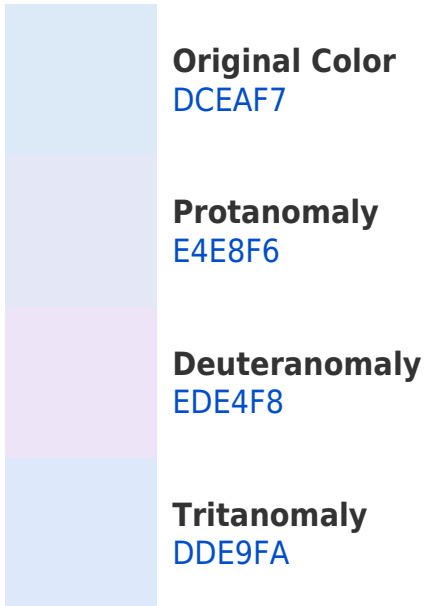 Original Color
DCEAF7
Protanomaly
E4E8F6
Deuteranomaly
EDE4F8
Tritanomaly
DDE9FA